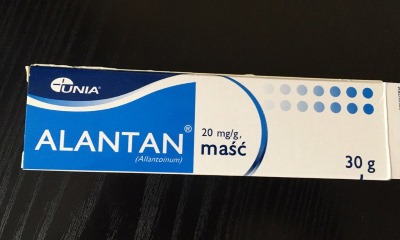 UNIA®
ALANTAN®
(Allantoinum)
20 mg/g,
maść
30 g